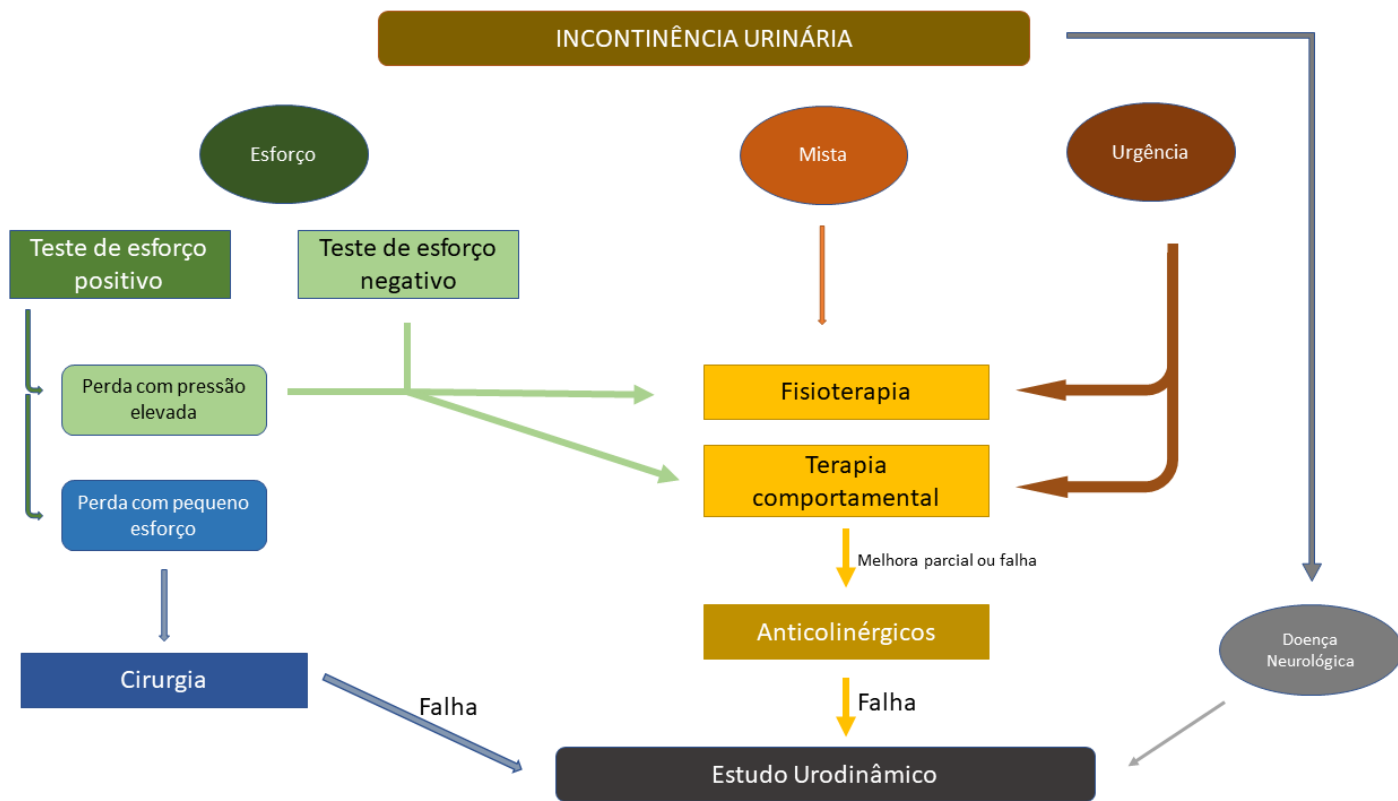 INCONTINÊNCIA URINÁRIA
Esforço
Mista
Urgência
Teste de esforço
positivo
Teste de esforço
negativo
Perda com pressão
elevada
Fisioterapia
Terapia
comportamental
Perda com pequeno
esforço
Melhora parcial ou falha
Anticolinérgicos
Doença
Neurológica
Cirurgia
Falha
Falha
Estudo Urodinâmico